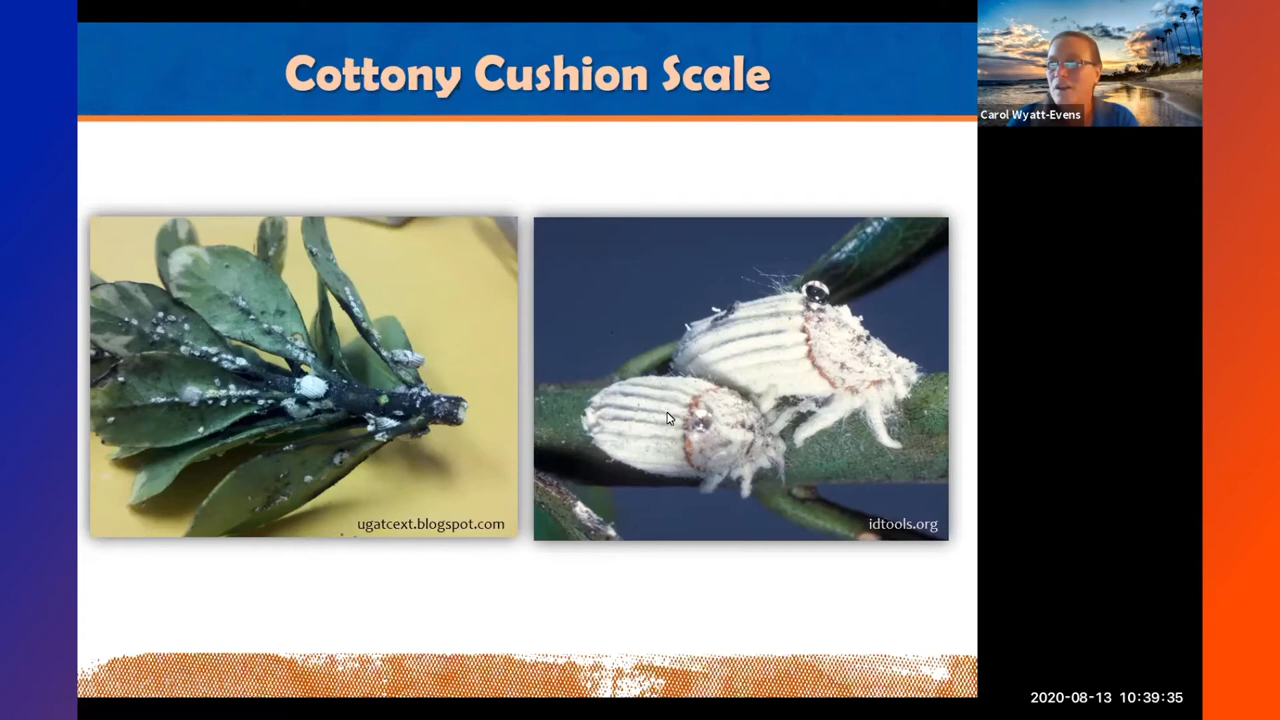 Cottony Cushion Scale
Carol Wyatt-Evens
ugatcext.blogspot.com
idtools.org
2020-08-13 10:39:35